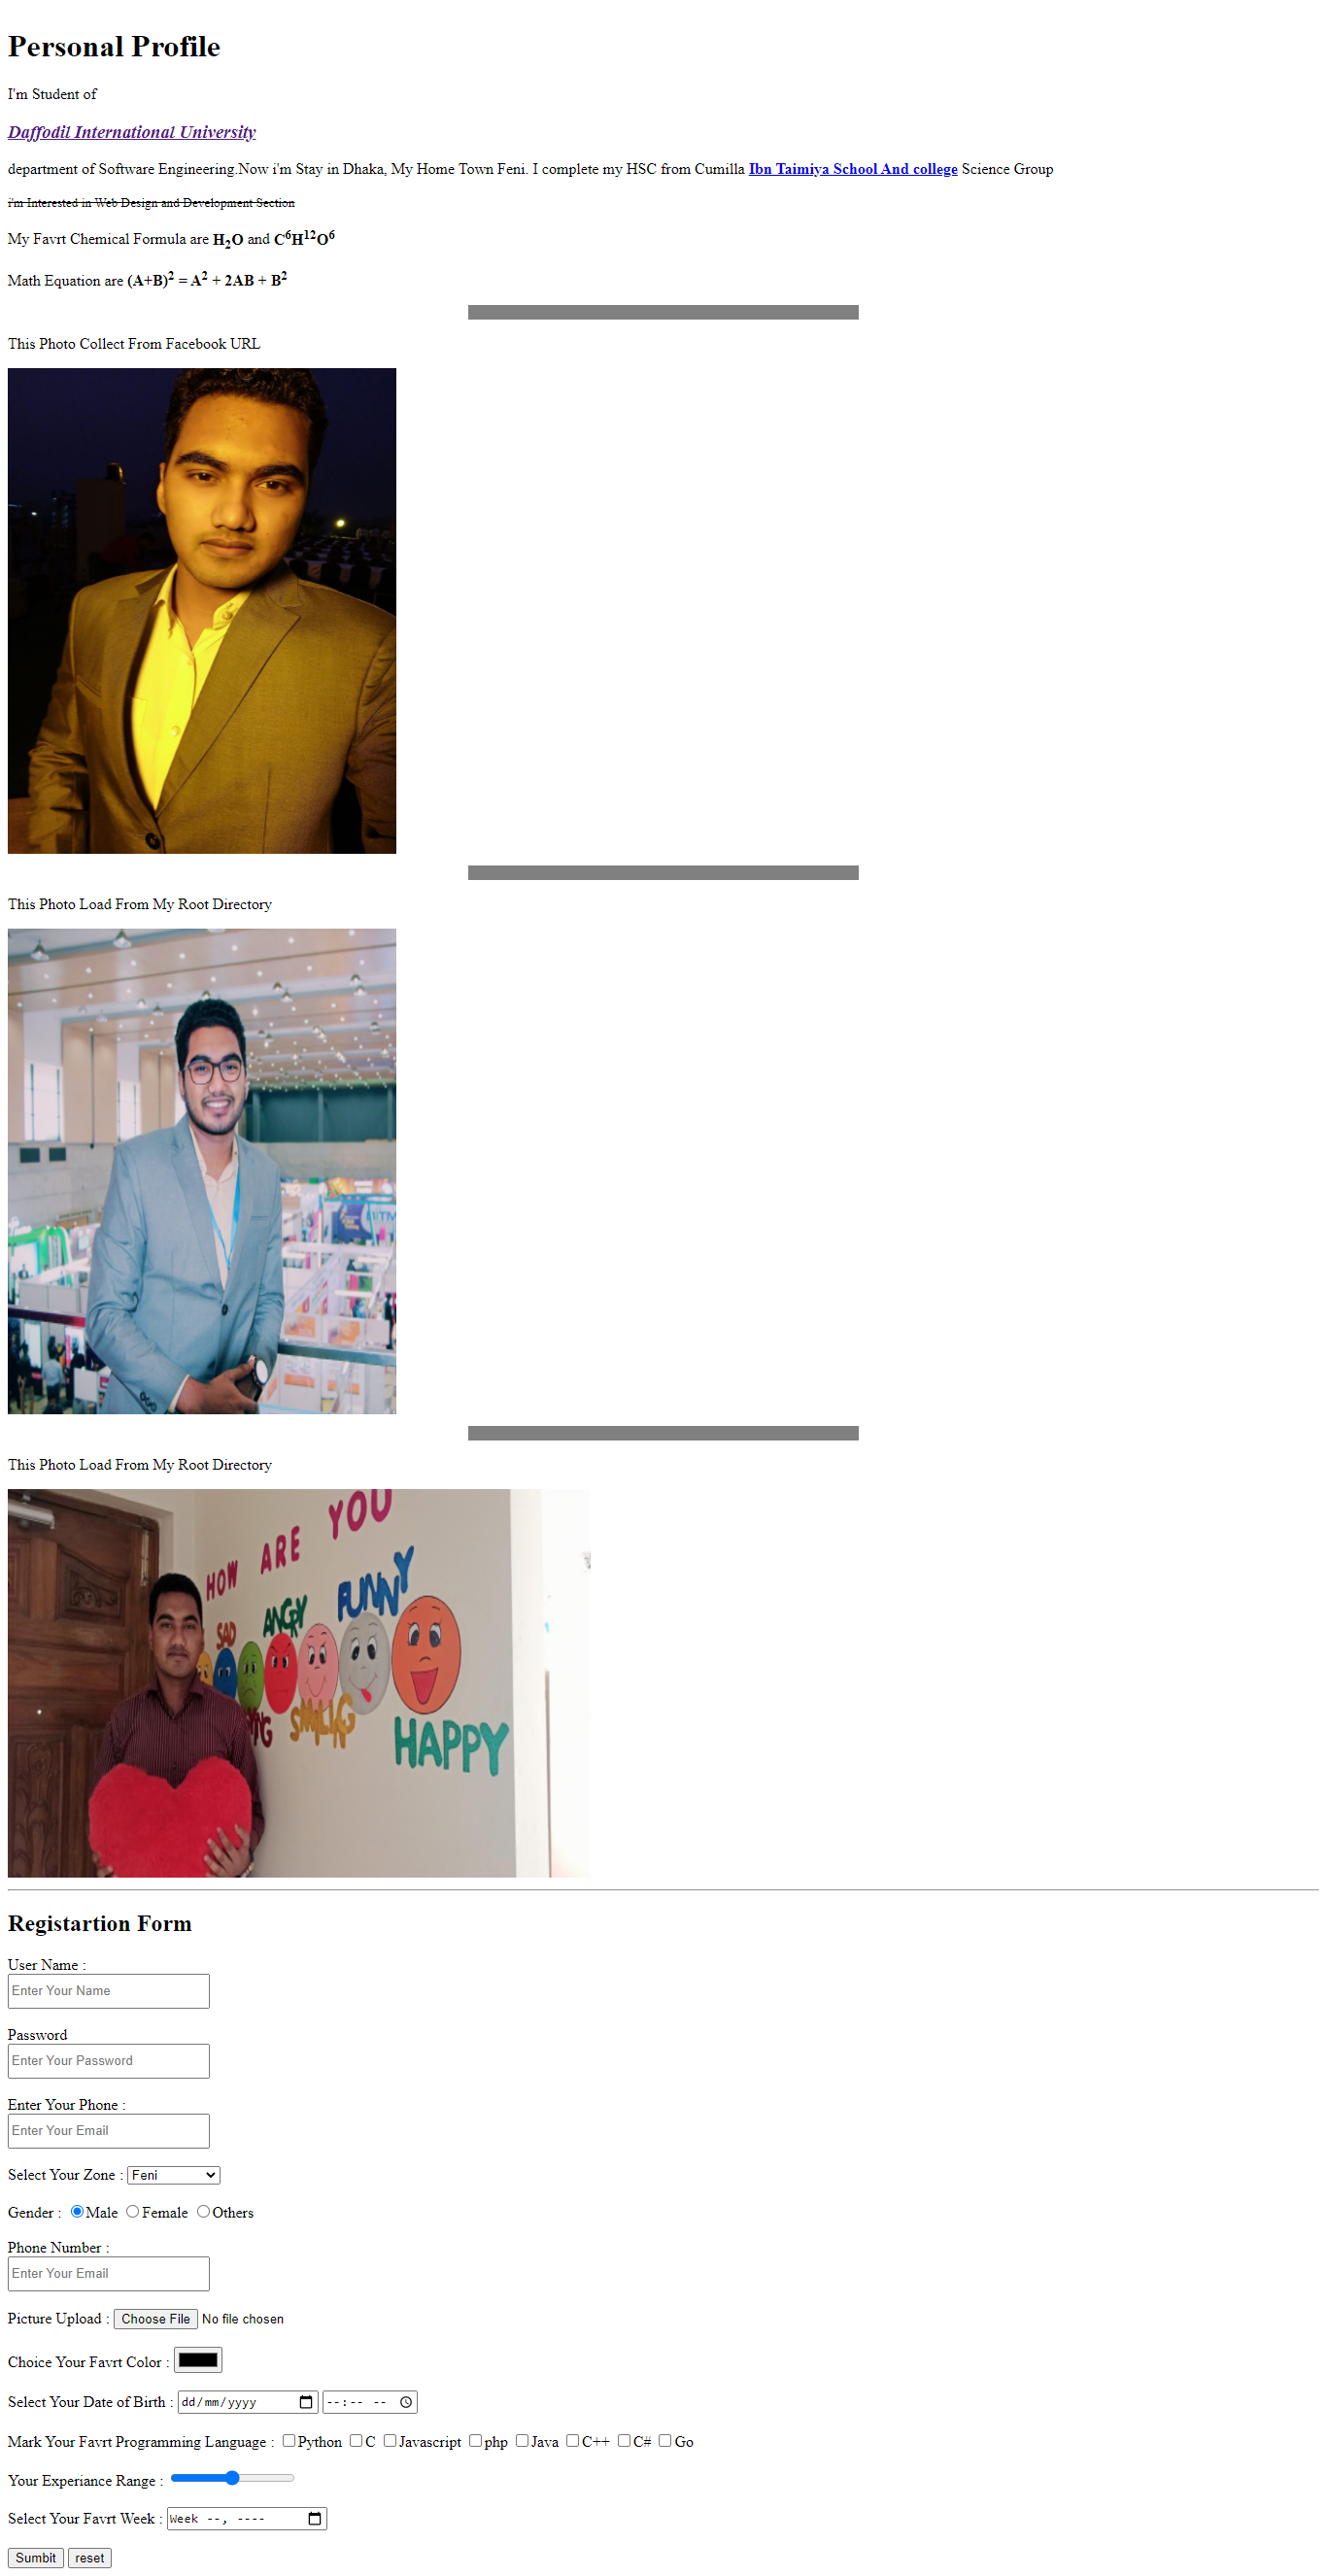 Personal Profile
I'm Student of
Daffodil International University
department of Software Engineering.Now i'm Stay in Dhaka, My Home Town Feni. I complete my HSC from Cumilla Ibn Taimiya School And college Science Group
i'm Interested in Web Design and Development Section
My Favrt Chemical Formula are H₂O and C⁶H¹²O⁶
Math Equation are (A+B)² = A² + 2AB + B²
This Photo Collect From Facebook URL
This Photo Load From My Root Directory
BITM
This Photo Load From My Root Directory
HOW ARE YOU
SAD
ANGRY
FUNNY
SMILING
HAPPY
Registartion Form
User Name :
Enter Your Name
Password
Enter Your Password
Enter Your Phone :
Enter Your Email
Select Your Zone : Feni
Gender : Male Female Others
Phone Number :
Enter Your Email
Picture Upload : Choose File No file chosen
Choice Your Favrt Color :
Select Your Date of Birth : dd/mm/yyyy --:-- --
Mark Your Favrt Programming Language : Python C Javascript php Java C++ C# Go
Your Experiance Range :
Select Your Favrt Week : Week --, ----
Sumbit reset